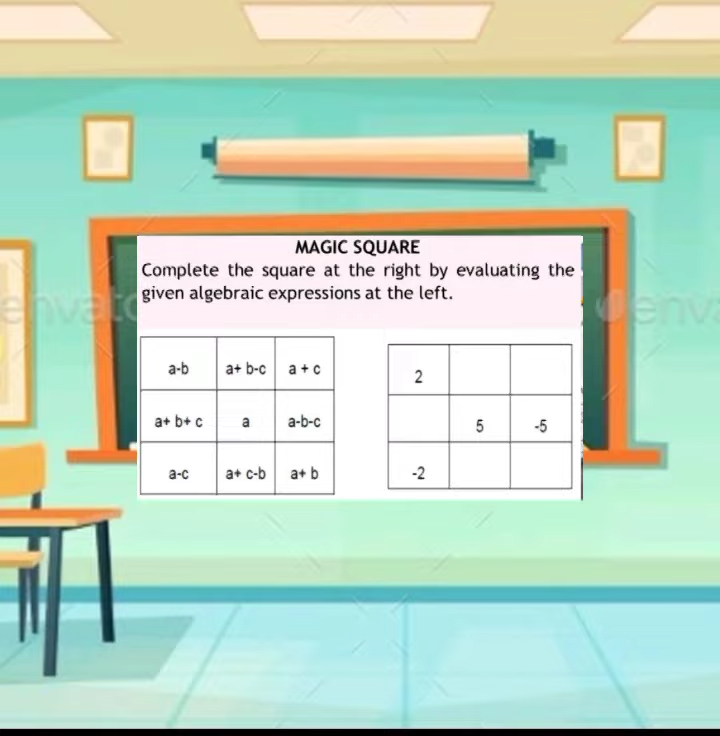 MAGIC SQUARE
Complete the square at the right by evaluating the
given algebraic expressions at the left.
a-b a+ b-c a + c
a+ b+ c a a-b-c
a-c a+ c-b a+ b
2
5 -5
-2
envato
env